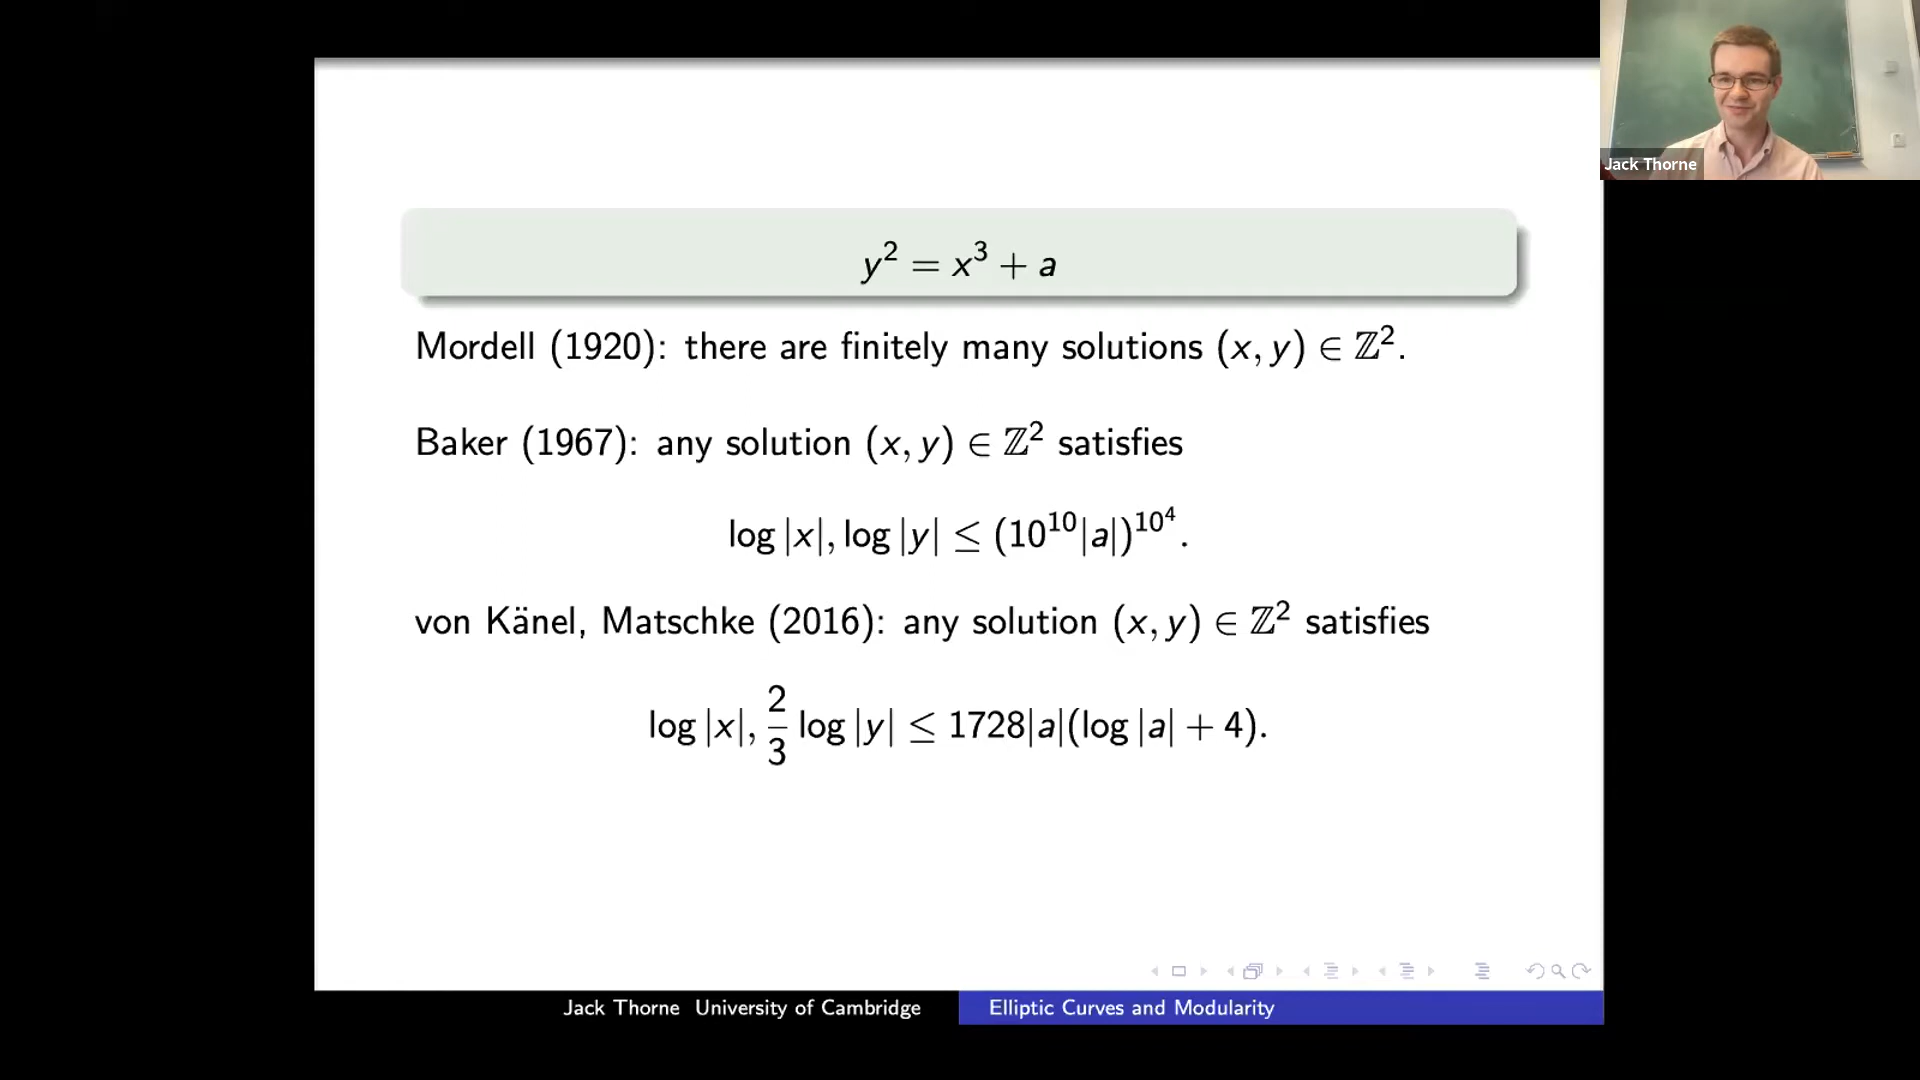 Jack Thorne
y² = x³ + a
Mordell (1920): there are finitely many solutions (x, y) ∈ ℤ².
Baker (1967): any solution (x, y) ∈ ℤ² satisfies
log |x|, log |y| ≤ (10¹⁰|a|)^10⁴.
von Känel, Matschke (2016): any solution (x, y) ∈ ℤ² satisfies
log |x|, 2/3 log |y| ≤ 1728|a|(log |a| + 4).
Jack Thorne University of Cambridge
Elliptic Curves and Modularity